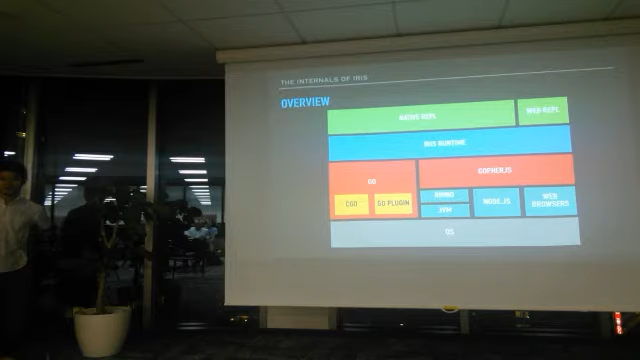 THE INTERNALS OF IRIS
OVERVIEW
NATIVE REPL
WEB REPL
IRIS RUNTIME
GO
GOPHERJS
CGO
GO PLUGIN
RHINO
JVM
NODE.JS
WEB
BROWSERS
OS